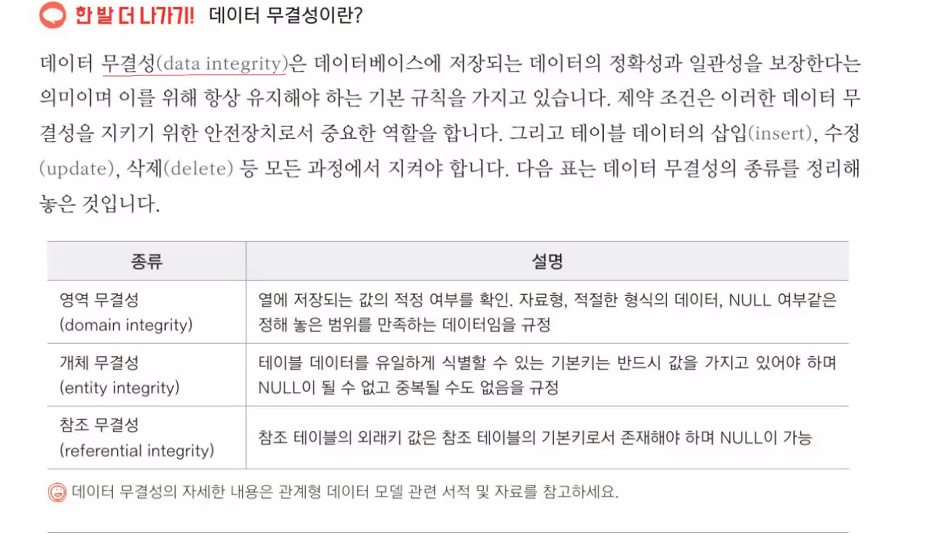 한 발 더 나가기! 데이터 무결성이란?
데이터 무결성(data integrity)은 데이터베이스에 저장되는 데이터의 정확성과 일관성을 보장한다는
의미이며 이를 위해 항상 유지해야 하는 기본 규칙을 가지고 있습니다. 제약 조건은 이러한 데이터 무
결성을 지키기 위한 안전장치로서 중요한 역할을 합니다. 그리고 테이블 데이터의 삽입(insert), 수정
(update), 삭제(delete) 등 모든 과정에서 지켜야 합니다. 다음 표는 데이터 무결성의 종류를 정리해
놓은 것입니다.
종류 설명
영역 무결성
(domain integrity)
열에 저장되는 값의 적정 여부를 확인. 자료형, 적절한 형식의 데이터, NULL 여부같은
정해 놓은 범위를 만족하는 데이터임을 규정
개체 무결성
(entity integrity)
테이블 데이터를 유일하게 식별할 수 있는 기본키는 반드시 값을 가지고 있어야 하며
NULL이 될 수 없고 중복될 수도 없음을 규정
참조 무결성
(referential integrity)
참조 테이블의 외래키 값은 참조 테이블의 기본키로서 존재해야 하며 NULL이 가능
데이터 무결성의 자세한 내용은 관계형 데이터 모델 관련 서적 및 자료를 참고하세요.